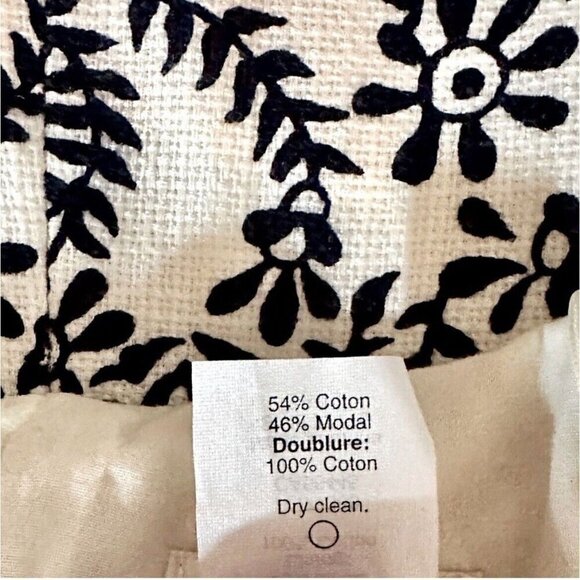 54% Coton
46% Modal
Doublure:
100% Coton
Dry clean.